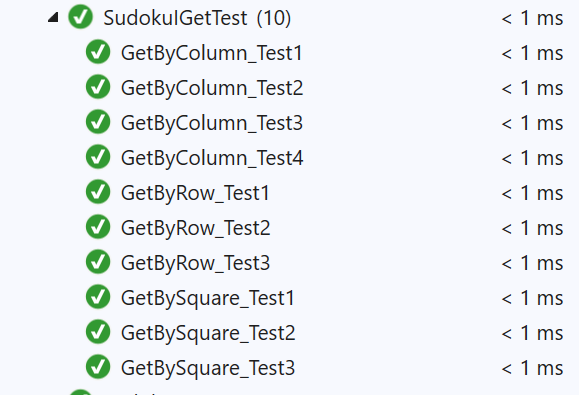 SudokuIGetTest (10) < 1 ms
GetByColumn_Test1 < 1 ms
GetByColumn_Test2 < 1 ms
GetByColumn_Test3 < 1 ms
GetByColumn_Test4 < 1 ms
GetByRow_Test1 < 1 ms
GetByRow_Test2 < 1 ms
GetByRow_Test3 < 1 ms
GetBySquare_Test1 < 1 ms
GetBySquare_Test2 < 1 ms
GetBySquare_Test3 < 1 ms